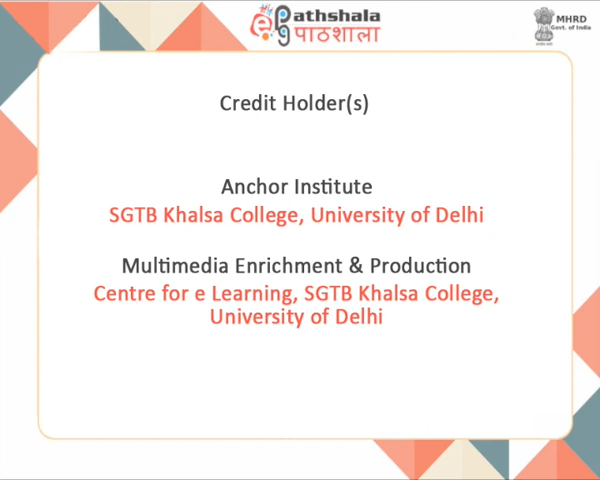 ePathshala
पाठशाला
MHRD
Govt. of India
Credit Holder(s)
Anchor Institute
SGTB Khalsa College, University of Delhi
Multimedia Enrichment & Production
Centre for e Learning, SGTB Khalsa College,
University of Delhi